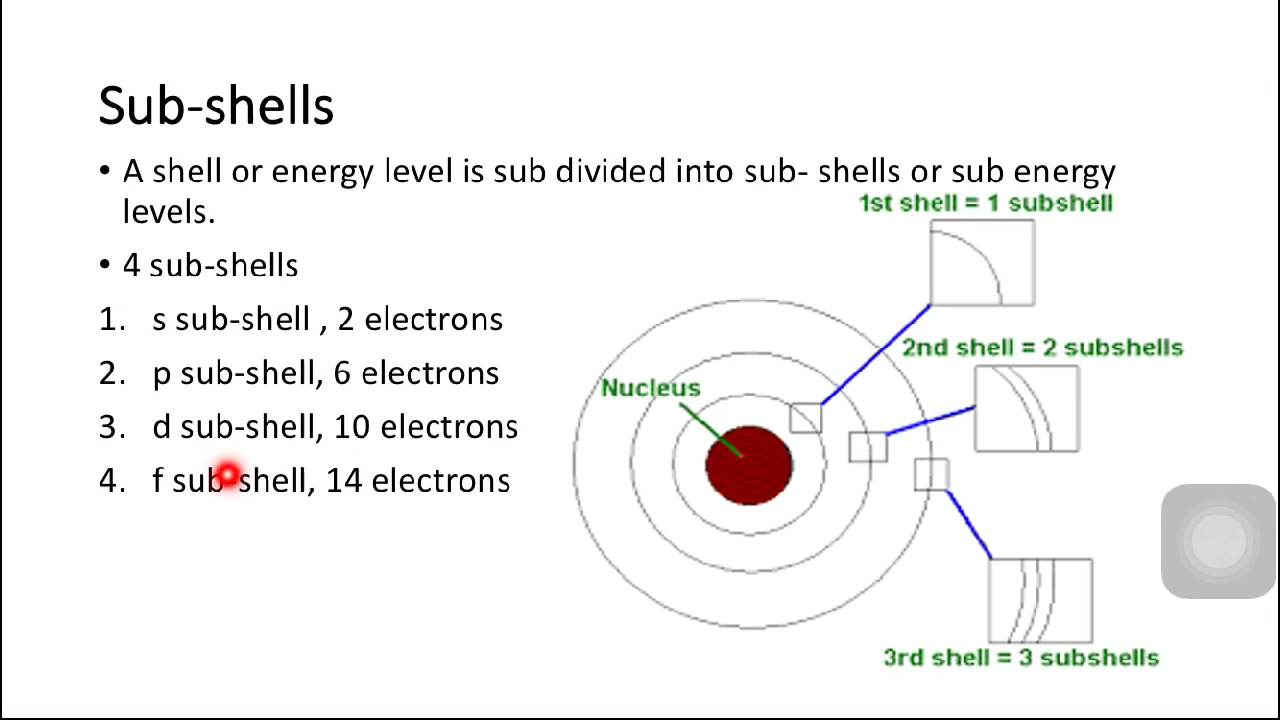 Sub-shells
• A shell or energy level is sub divided into sub- shells or sub energy
levels.
• 4 sub-shells
1. s sub-shell , 2 electrons
2. p sub-shell, 6 electrons
3. d sub-shell, 10 electrons
4. f sub-shell, 14 electrons
1st shell = 1 subshell
2nd shell = 2 subshells
Nucleus
3rd shell = 3 subshells